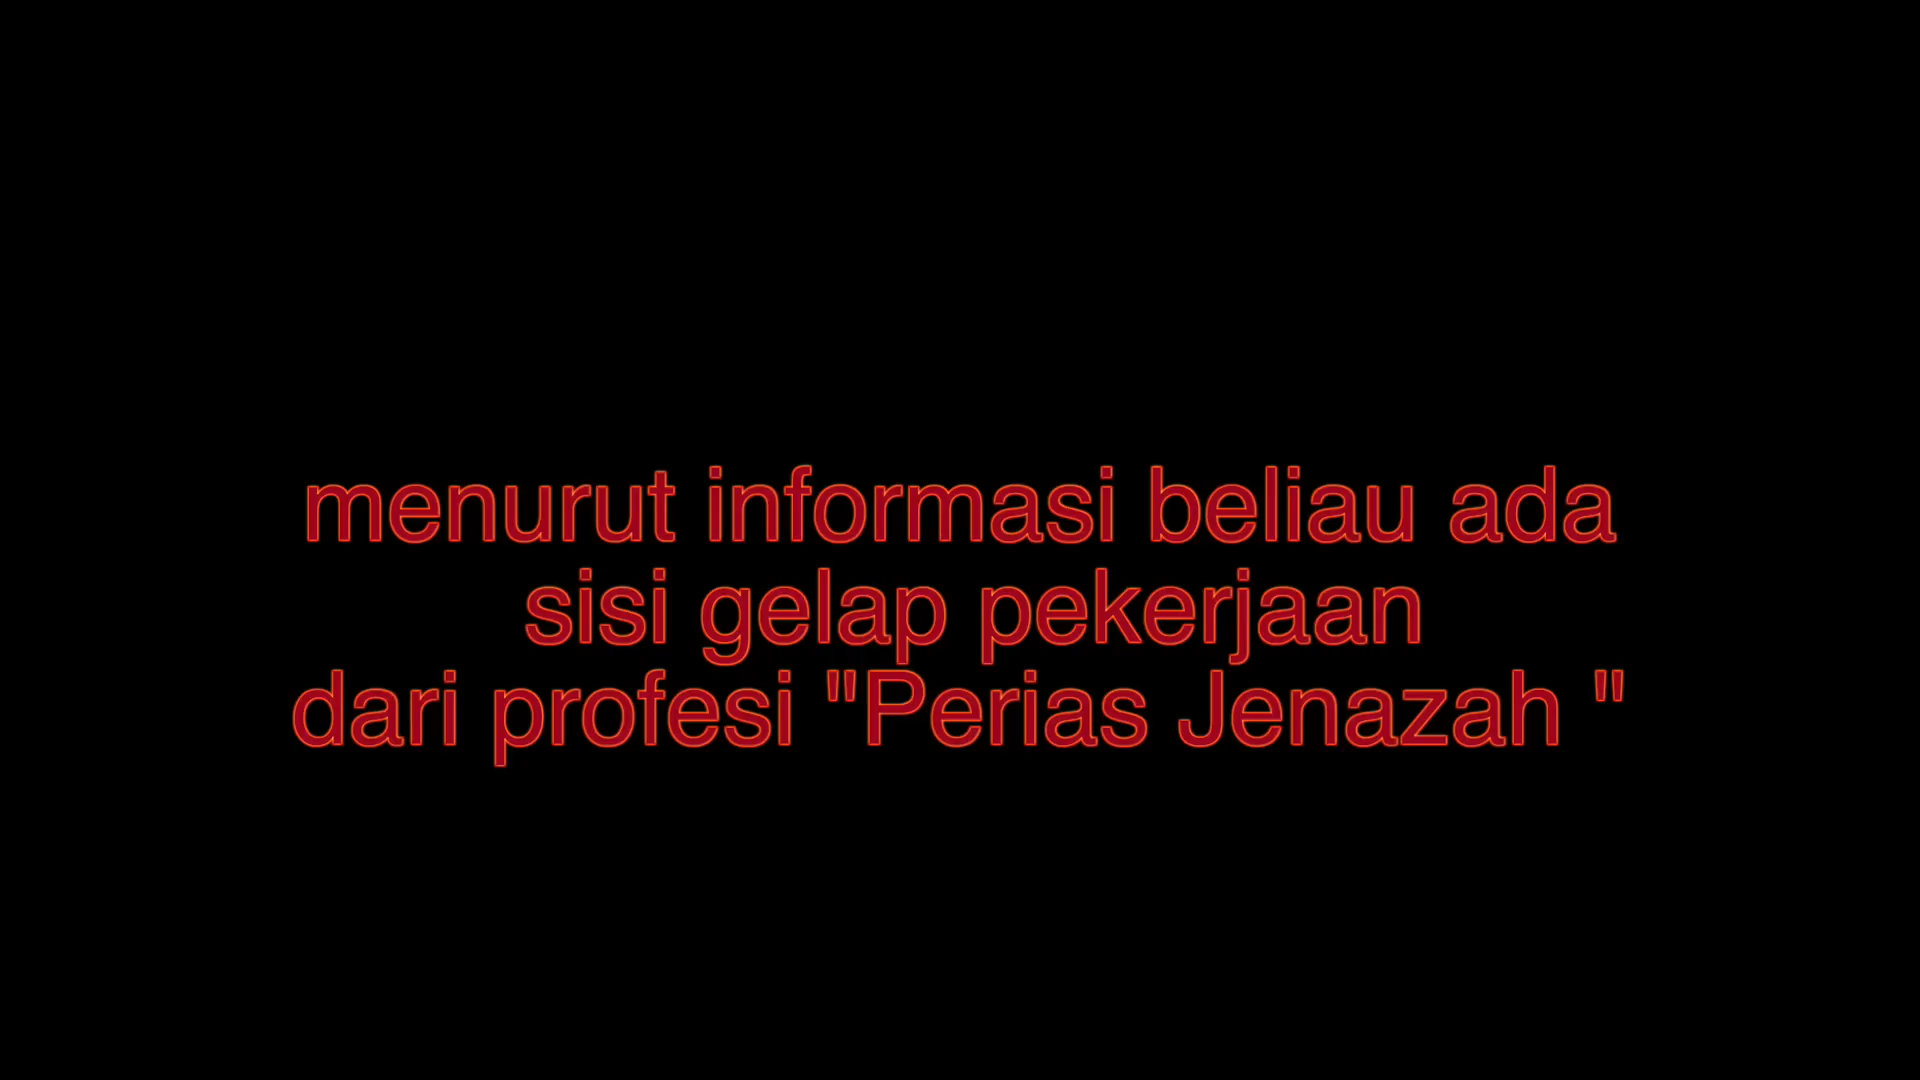 menurut informasi beliau ada
sisi gelap pekerjaan
dari profesi "Perias Jenazah "